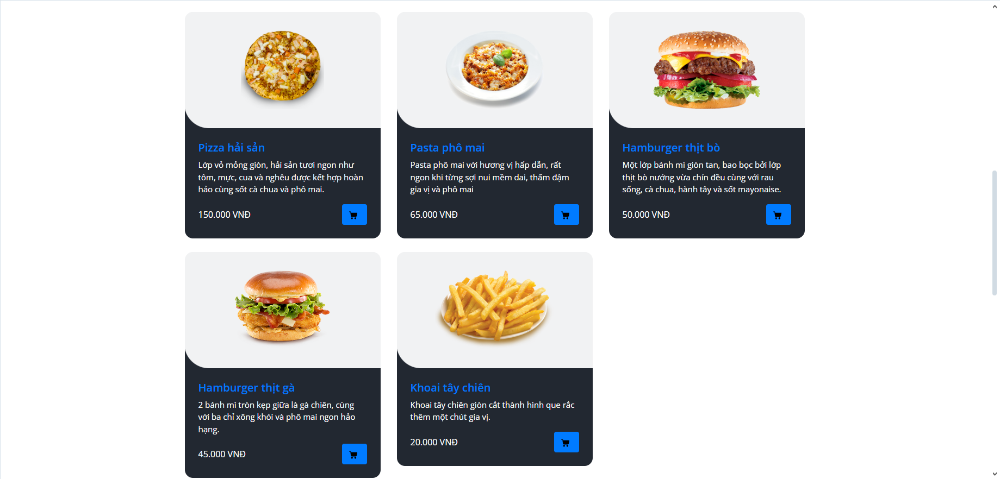 Pizza hải sản
Lớp vỏ mỏng giòn, hải sản tươi ngon như
tôm, mực, cua và nghêu được kết hợp hoàn
hảo cùng sốt cà chua và phô mai.
150.000 VNĐ
Pasta phô mai
Pasta phô mai với hương vị hấp dẫn, rất
ngon khi từng sợi nui mềm dai, thấm đậm
gia vị và phô mai
65.000 VNĐ
Hamburger thịt bò
Một lớp bánh mì giòn tan, bao bọc bởi lớp
thịt bò nướng vừa chín đều cùng với rau
sống, cà chua, hành tây và sốt mayonaise.
50.000 VNĐ
Hamburger thịt gà
2 bánh mì tròn kẹp giữa là gà chiên, cùng
với ba chỉ xông khói và phô mai ngon hảo
hạng.
45.000 VNĐ
Khoai tây chiên
Khoai tây chiên giòn cắt thành hình que rắc
thêm một chút gia vị.
20.000 VNĐ